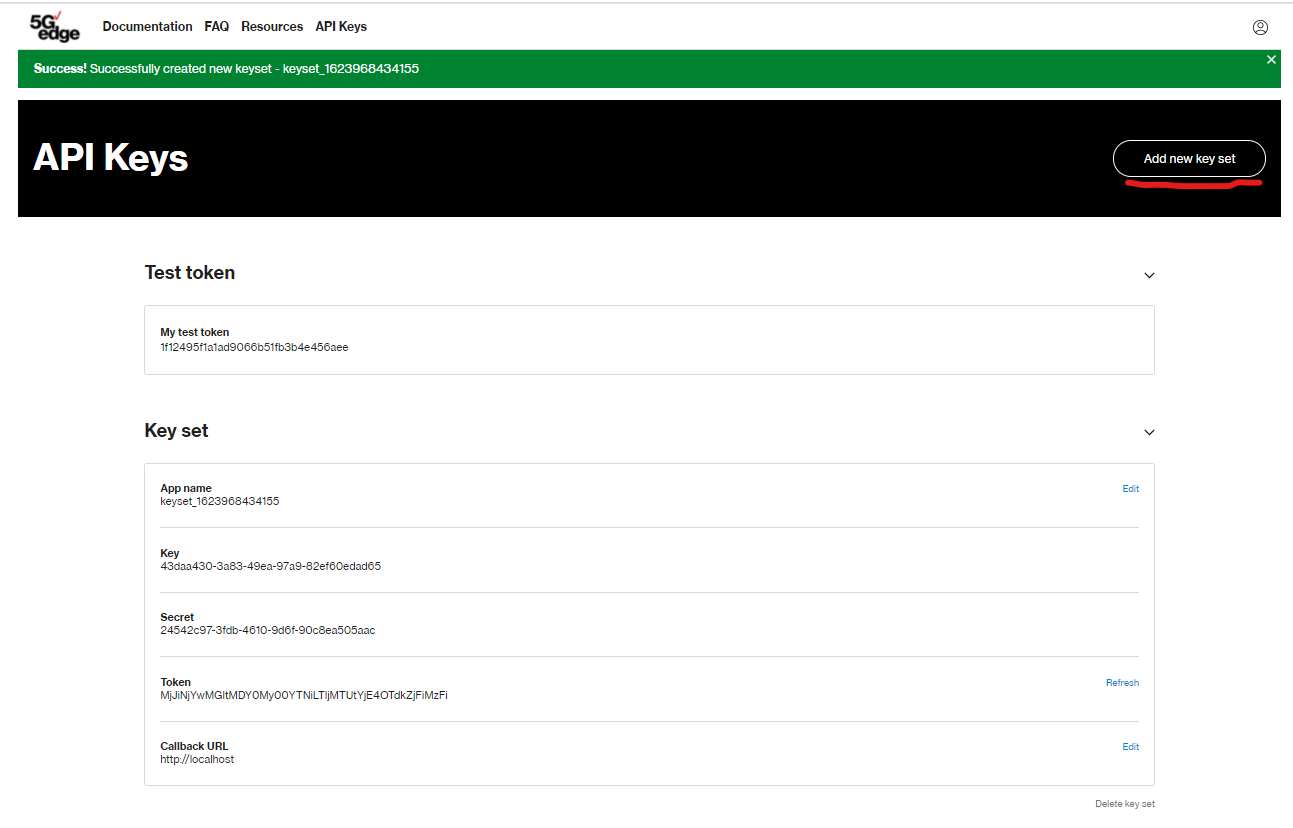 5G edge
Documentation FAQ Resources API Keys
Success! Successfully created new keyset - keyset_1623968434155
API Keys
Add new key set
Test token
My test token
1f12495f1a1ad9066b51fb3b4e456aee
Key set
App name
Edit
keyset_1623968434155
Key
43daa430-3a83-49ea-97a9-82ef60edad65
Secret
24542c97-3fdb-4610-9d6f-90c8ea505aac
Token
Refresh
MjJiNjYwMGItMDY0My00YTNiLTljMTUtYjE4OTdkZjFiMzFi
Callback URL
Edit
http://localhost
Delete key set